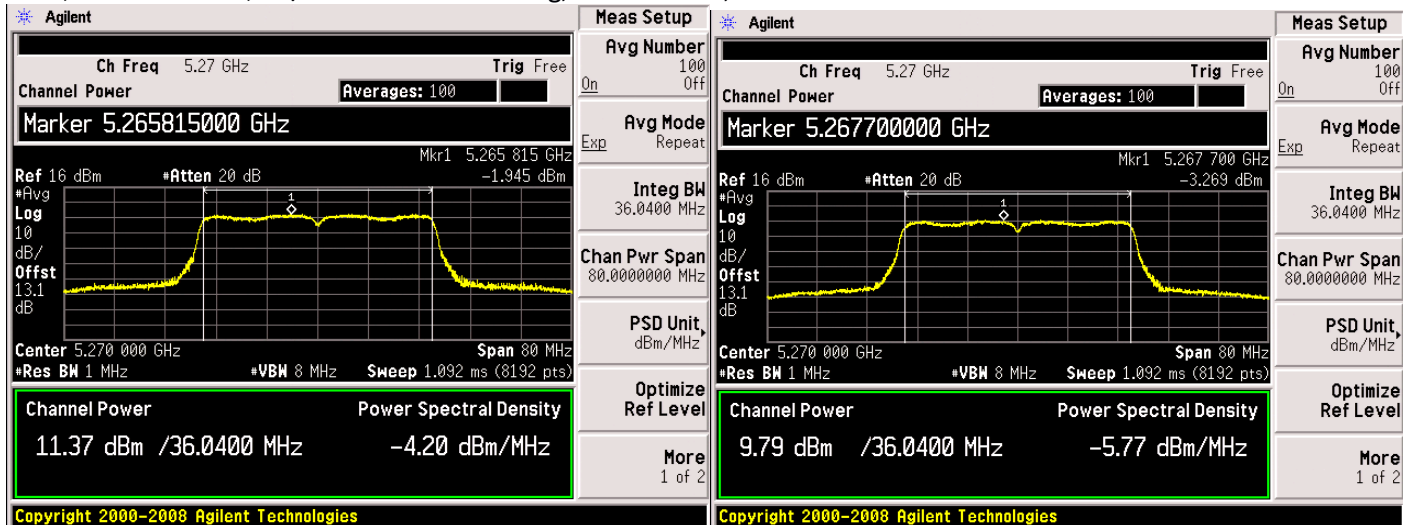 Agilent
Meas Setup
Ch Freq 5.27 GHz Trig Free
Channel Power Averages: 100
Marker 5.265815000 GHz
Mkr1 5.265 815 GHz
Ref 16 dBm #Atten 20 dB -1.945 dBm
#Avg
Log
10
dB/
Offst
13.1
dB
1
Center 5.270 000 GHz Span 80 MHz
#Res BW 1 MHz #VBW 8 MHz Sweep 1.092 ms (8192 pts)
Channel Power Power Spectral Density
11.37 dBm /36.0400 MHz -4.20 dBm/MHz
Copyright 2000-2008 Agilent Technologies
Avg Number
100
On Off
Avg Mode
Exp Repeat
Integ BW
36.0400 MHz
Chan Pwr Span
80.0000000 MHz
PSD Unit
dBm/MHz
Optimize
Ref Level
More
1 of 2
Agilent
Meas Setup
Ch Freq 5.27 GHz Trig Free
Channel Power Averages: 100
Marker 5.267700000 GHz
Mkr1 5.267 700 GHz
Ref 16 dBm #Atten 20 dB -3.269 dBm
#Avg
Log
10
dB/
Offst
13.1
dB
1
Center 5.270 000 GHz Span 80 MHz
#Res BW 1 MHz #VBW 8 MHz Sweep 1.092 ms (8192 pts)
Channel Power Power Spectral Density
9.79 dBm /36.0400 MHz -5.77 dBm/MHz
Copyright 2000-2008 Agilent Technologies
Avg Number
100
On Off
Avg Mode
Exp Repeat
Integ BW
36.0400 MHz
Chan Pwr Span
80.0000000 MHz
PSD Unit
dBm/MHz
Optimize
Ref Level
More
1 of 2